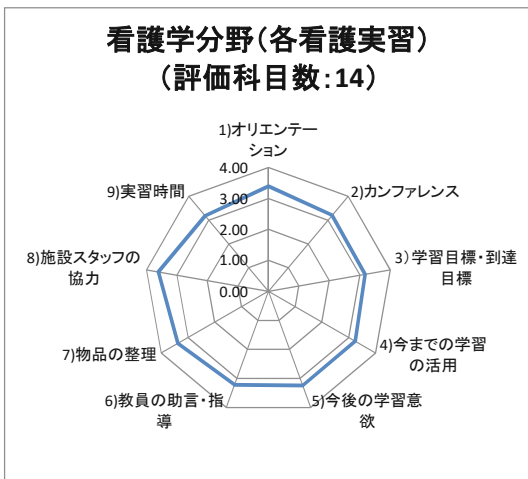 看護学分野(各看護実習)
(評価科目数:14)
1)オリエンテー
ション
2)カンファレンス
3)学習目標・到達
目標
4)今までの学習
の活用
5)今後の学習意
欲
6)教員の助言・指
導
7)物品の整理
8)施設スタッフの
協力
9)実習時間
4.00
3.00
2.00
1.00
0.00